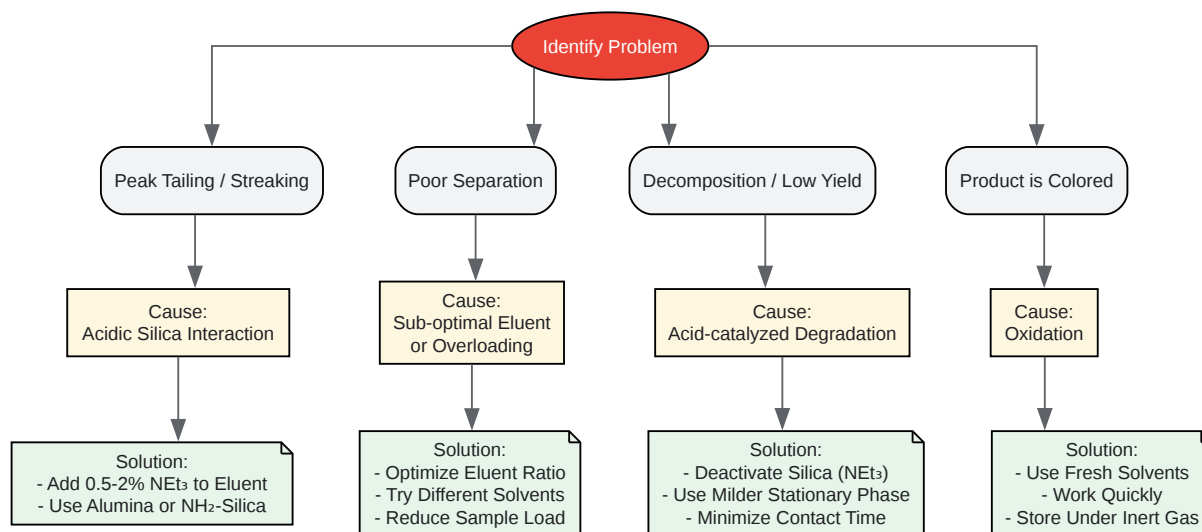 Identify Problem
Peak Tailing / Streaking
Poor Separation
Decomposition / Low Yield
Product is Colored
Cause:
Acidic Silica Interaction
Cause:
Sub-optimal Eluent
or Overloading
Cause:
Acid-catalyzed Degradation
Cause:
Oxidation
Solution:
- Add 0.5-2% NEt₃ to Eluent
- Use Alumina or NH₂-Silica
Solution:
- Optimize Eluent Ratio
- Try Different Solvents
- Reduce Sample Load
Solution:
- Deactivate Silica (NEt₃)
- Use Milder Stationary Phase
- Minimize Contact Time
Solution:
- Use Fresh Solvents
- Work Quickly
- Store Under Inert Gas